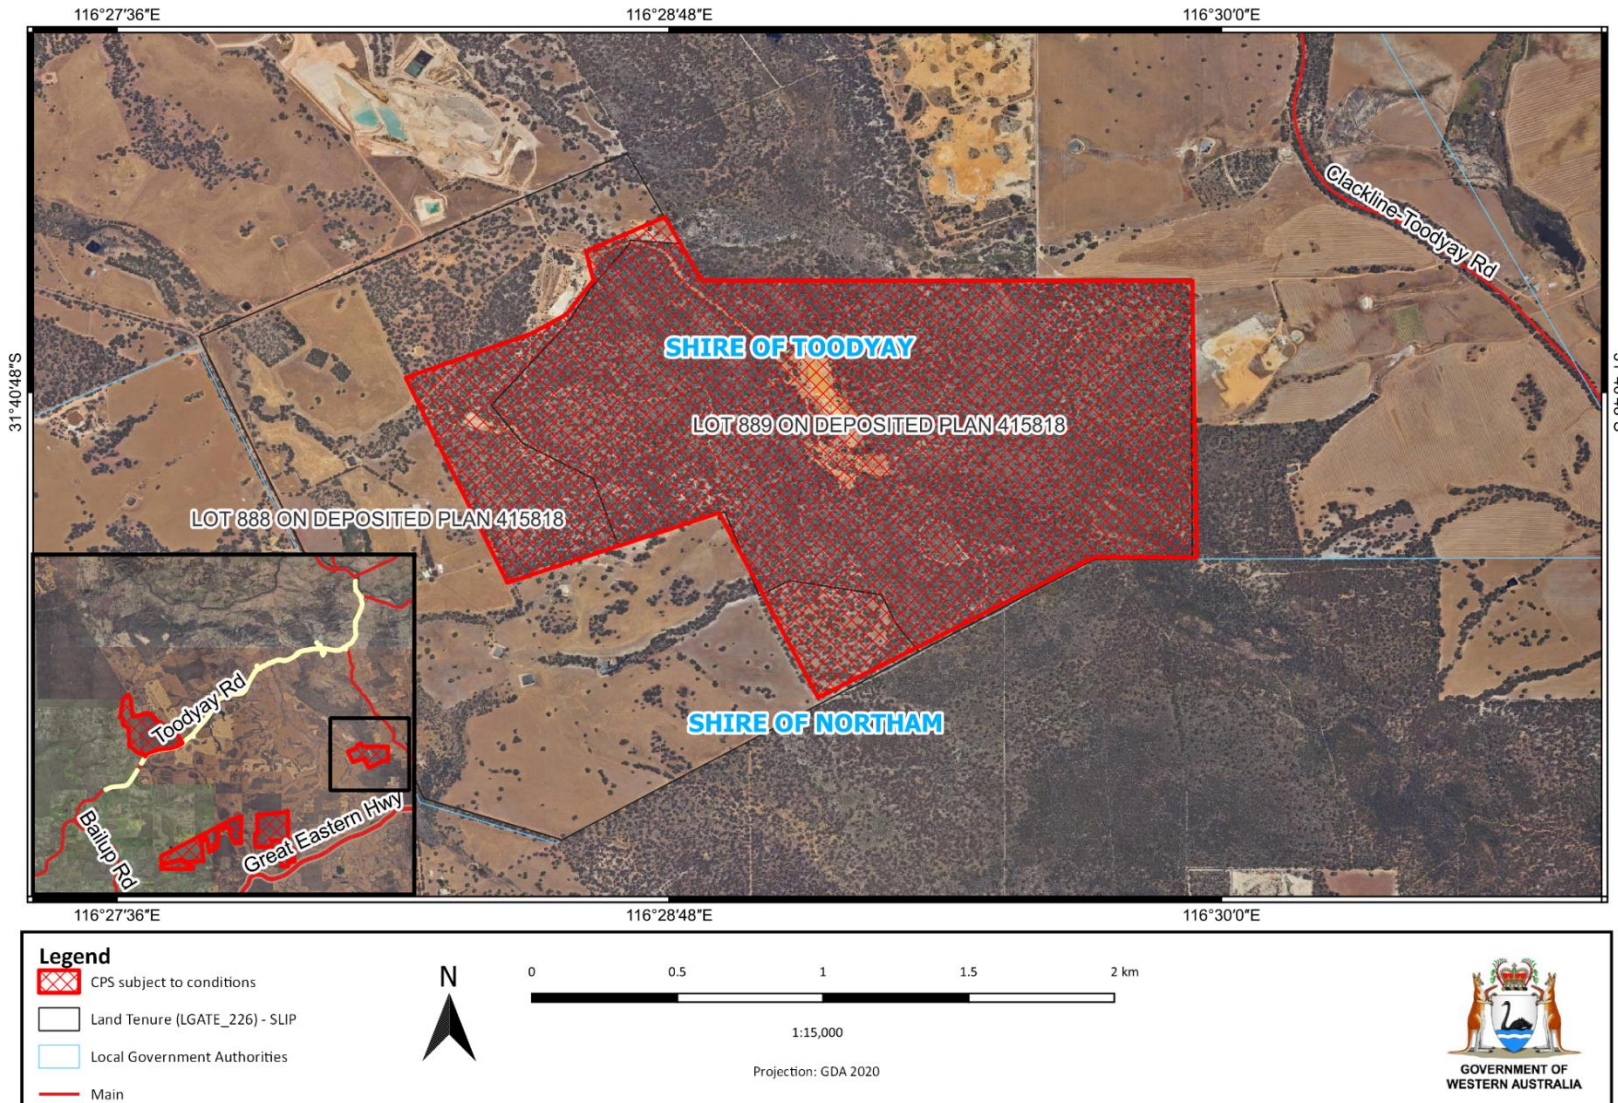 116°27'36"E 116°28'48"E 116°30'0"E
31°40'48"S
Clackline-Toodyay Rd
SHIRE OF TOODYAY
LOT 889 ON DEPOSITED PLAN 415818
LOT 888 ON DEPOSITED PLAN 415818
SHIRE OF NORTHAM
Toodyay Rd
Great Eastern Hwy
Bailup Rd
116°27'36"E 116°28'48"E 116°30'0"E
Legend
CPS subject to conditions
Land Tenure (LGATE_226) - SLIP
Local Government Authorities
Main
N
0 0.5 1 1.5 2 km
1:15,000
Projection: GDA 2020
GOVERNMENT OF
WESTERN AUSTRALIA